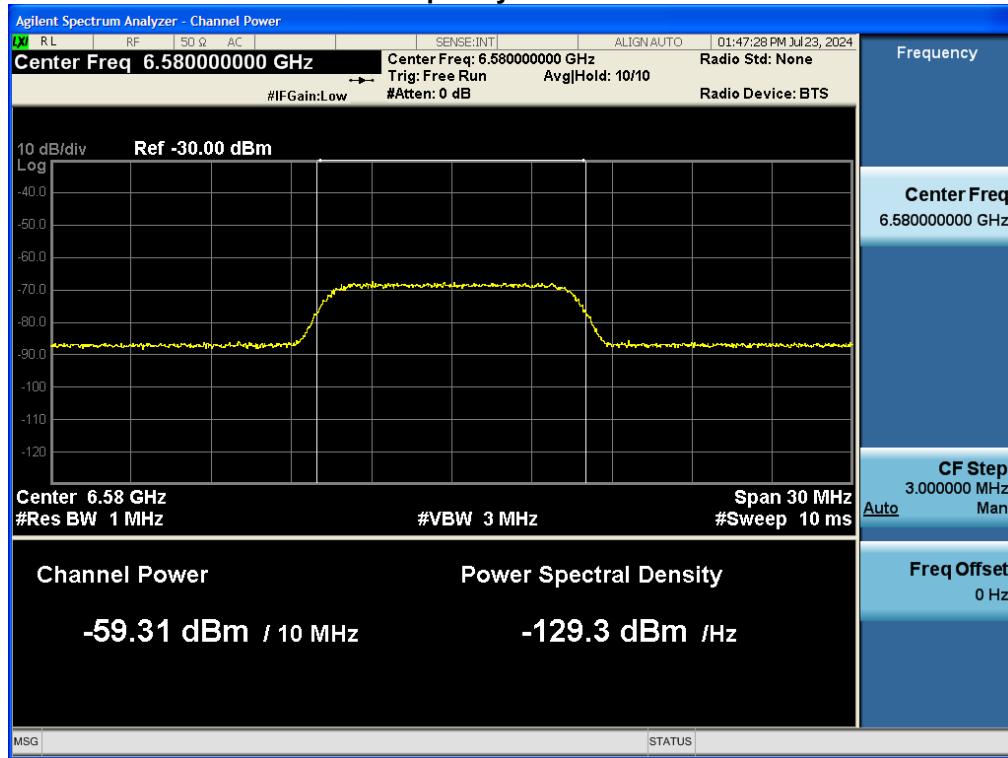 Agilent Spectrum Analyzer - Channel Power
LXI RL RF 50 Ω AC SENSE:INT ALIGN AUTO 01:47:28 PM Jul 23, 2024
Center Freq 6.580000000 GHz
Center Freq: 6.580000000 GHz
Radio Std: None
Trig: Free Run Avg|Hold: 10/10
#IFGain:Low #Atten: 0 dB Radio Device: BTS
10 dB/div Ref -30.00 dBm
Log
-40.0
-50.0
-60.0
-70.0
-80.0
-90.0
-100
-110
-120
Center 6.58 GHz Span 30 MHz
#Res BW 1 MHz #VBW 3 MHz #Sweep 10 ms
Channel Power Power Spectral Density
-59.31 dBm / 10 MHz -129.3 dBm /Hz
MSG STATUS
Frequency
Center Freq
6.580000000 GHz
CF Step
3.000000 MHz
Auto Man
Freq Offset
0 Hz